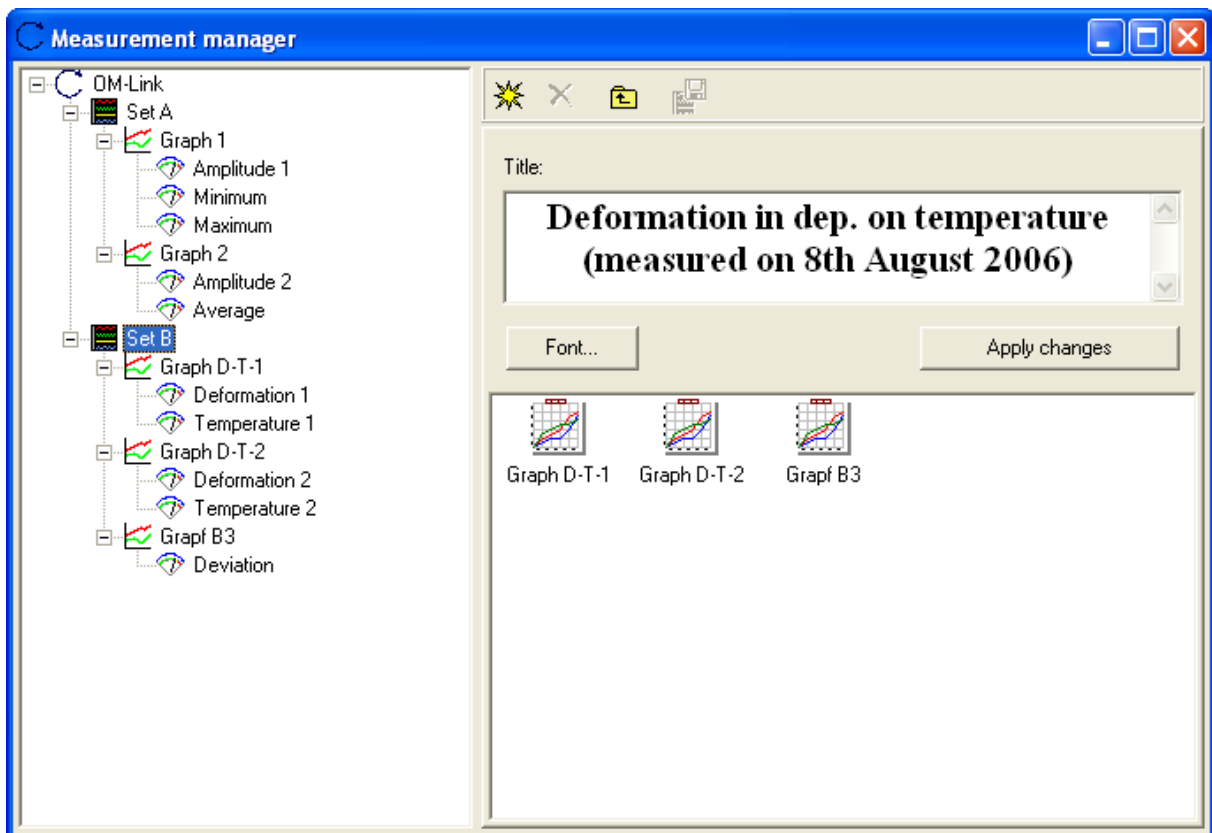 Measurement manager
OM-Link
Set A
Graph 1
Amplitude 1
Minimum
Maximum
Graph 2
Amplitude 2
Average
Set B
Graph D-T-1
Deformation 1
Temperature 1
Graph D-T-2
Deformation 2
Temperature 2
Grapf B3
Deviation
Title:
Deformation in dep. on temperature
(measured on 8th August 2006)
Font...
Apply changes
Graph D-T-1
Graph D-T-2
Grapf B3